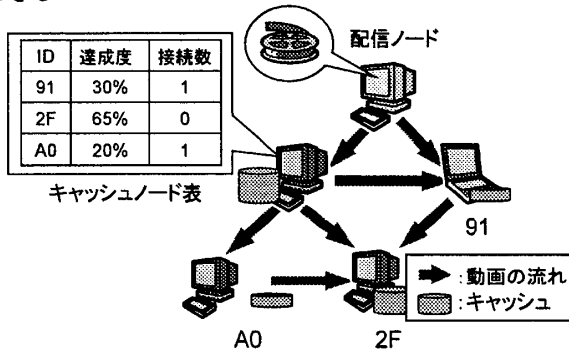 配信ノード
ID 達成度 接続数
91 30% 1
2F 65% 0
A0 20% 1
キャッシュノード表
91
:動画の流れ
:キャッシュ
A0 2F